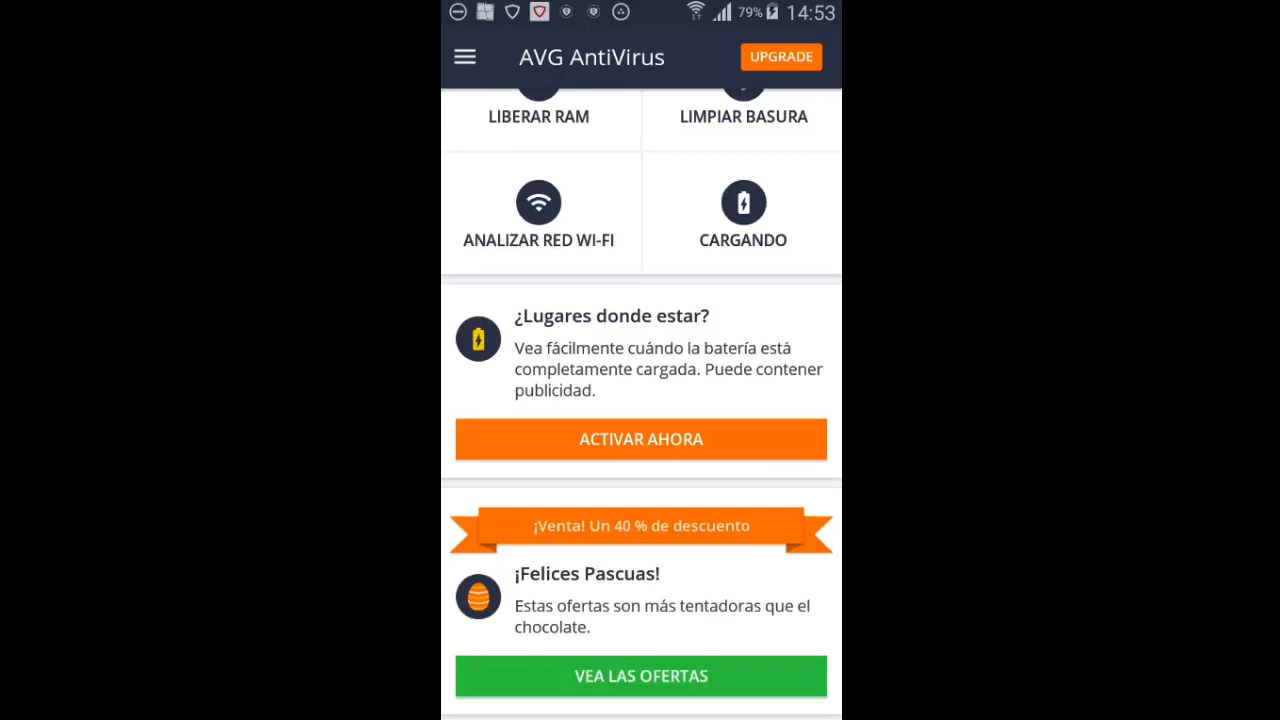 79% 14:53
AVG AntiVirus UPGRADE
LIBERAR RAM LIMPIAR BASURA
ANALIZAR RED WI-FI CARGANDO
¿Lugares donde estar?
Vea fácilmente cuándo la batería está
completamente cargada. Puede contener
publicidad.
ACTIVAR AHORA
¡Venta! Un 40 % de descuento
¡Felices Pascuas!
Estas ofertas son más tentadoras que el
chocolate.
VEA LAS OFERTAS